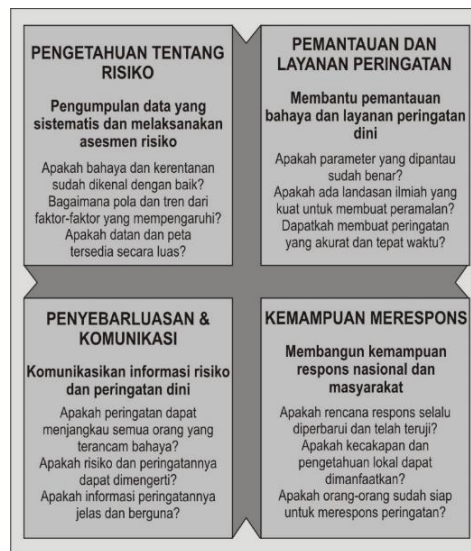 PENGETAHUAN TENTANG
RISIKO
Pengumpulan data yang
sistematis dan melaksanakan
asesmen risiko
Apakah bahaya dan kerentanan
sudah dikenal dengan baik?
Bagaimana pola dan tren dari
faktor-faktor yang mempengaruhi?
Apakah datan dan peta
tersedia secara luas?
PEMANTAUAN DAN
LAYANAN PERINGATAN
Membantu pemantauan
bahaya dan layanan peringatan
dini
Apakah parameter yang dipantau
sudah benar?
Apakah ada landasan ilmiah yang
kuat untuk membuat peramalan?
Dapatkah membuat peringatan
yang akurat dan tepat waktu?
PENYEBARLUASAN &
KOMUNIKASI
Komunikasikan informasi risiko
dan peringatan dini
Apakah peringatan dapat
menjangkau semua orang yang
terancam bahaya?
Apakah risiko dan peringatannya
dapat dimengerti?
Apakah informasi peringatannya
jelas dan berguna?
KEMAMPUAN MERESPONS
Membangun kemampuan
respons nasional dan
masyarakat
Apakah rencana respons selalu
diperbarui dan telah teruji?
Apakah kecakapan dan
pengetahuan lokal dapat
dimanfaatkan?
Apakah orang-orang sudah siap
untuk merespons peringatan?